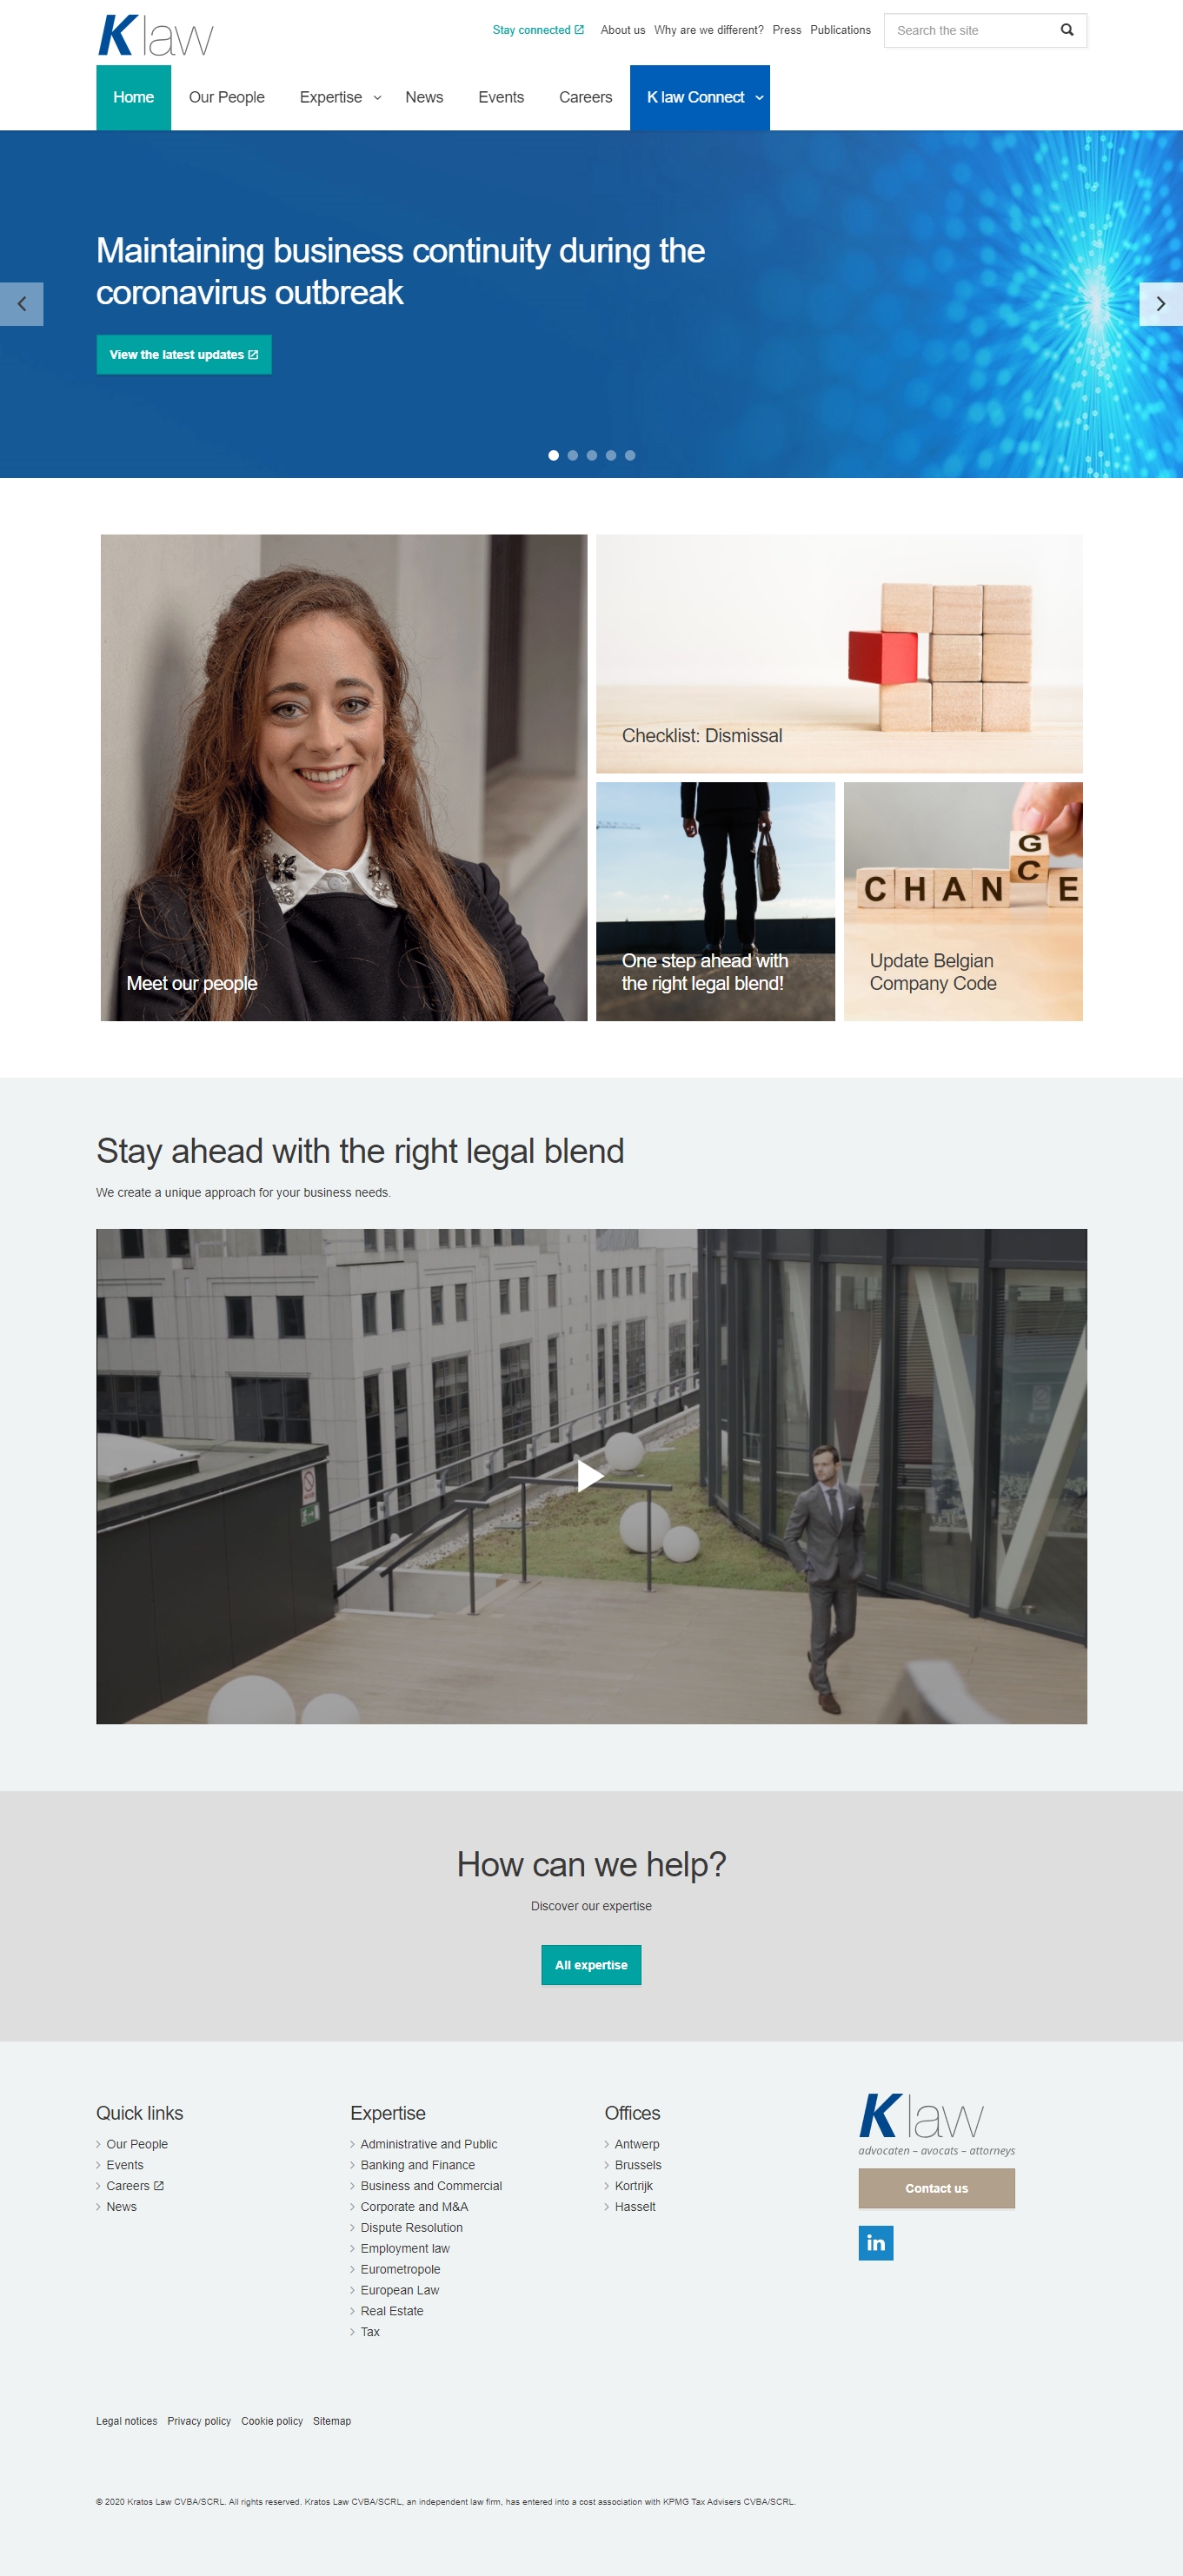 K law
Stay connected
About us
Why are we different?
Press
Publications
Search the site
Home
Our People
Expertise
News
Events
Careers
K law Connect
Maintaining business continuity during the
coronavirus outbreak
View the latest updates
Checklist: Dismissal
Meet our people
One step ahead with
the right legal blend!
G
CHANCE
Update Belgian
Company Code
Stay ahead with the right legal blend
We create a unique approach for your business needs.
How can we help?
Discover our expertise
All expertise
Quick links
Our People
Events
Careers
News
Expertise
Administrative and Public
Banking and Finance
Business and Commercial
Corporate and M&A
Dispute Resolution
Employment law
Eurometropole
European Law
Real Estate
Tax
Offices
Antwerp
Brussels
Kortrijk
Hasselt
K law
advocaten – avocats – attorneys
Contact us
in
Legal notices
Privacy policy
Cookie policy
Sitemap
© 2020 Kratos Law CVBA/SCRL. All rights reserved. Kratos Law CVBA/SCRL, an independent law firm, has entered into a cost association with KPMG Tax Advisers CVBA/SCRL.